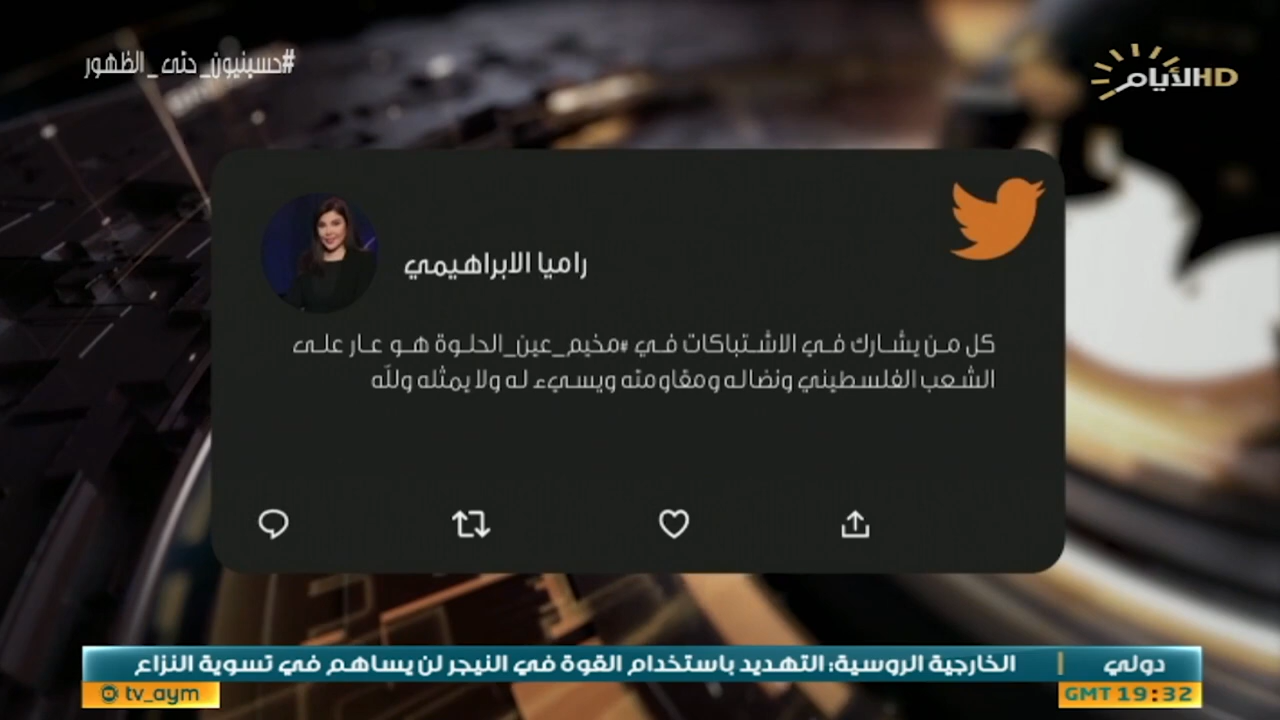 #حسينيون_حتى_الظهور
الأيام HD
راميا الابراهيمي
كل من يشارك في الاشتباكات في #مخيم_عين_الحلوة هو عار على
الشعب الفلسطيني ونضاله ومقاومته ويسيء له ولا يمثله ولله
دولي | الخارجية الروسية: التهديد باستخدام القوة في النيجر لن يساهم في تسوية النزاع
GMT 19:32
tv_aym